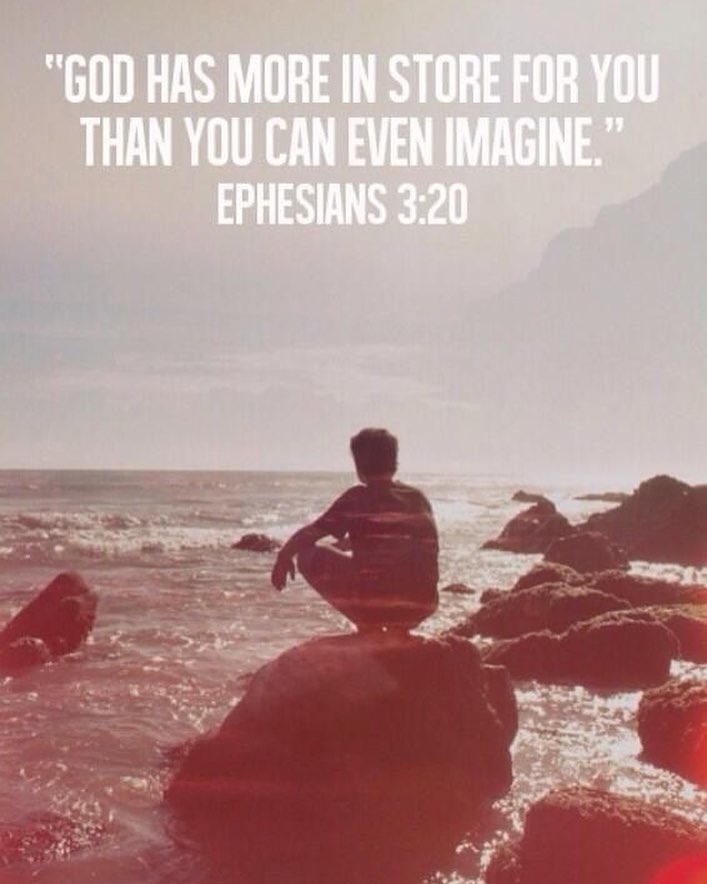 “GOD HAS MORE IN STORE FOR YOU
THAN YOU CAN EVEN IMAGINE.”
EPHESIANS 3:20